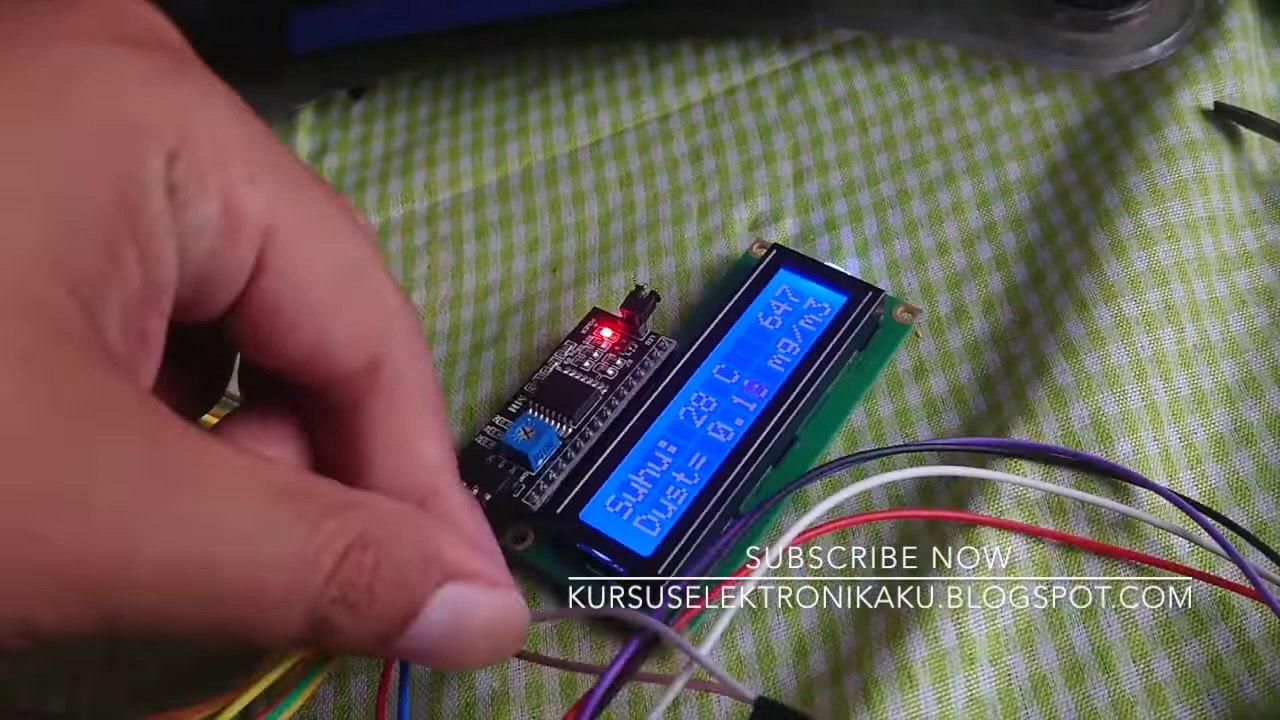 Suhu: 28 C 647
Dust= 0.18 mg/m3
SUBSCRIBE NOW
KURSUSELEKTRONIKAKU.BLOGSPOT.COM